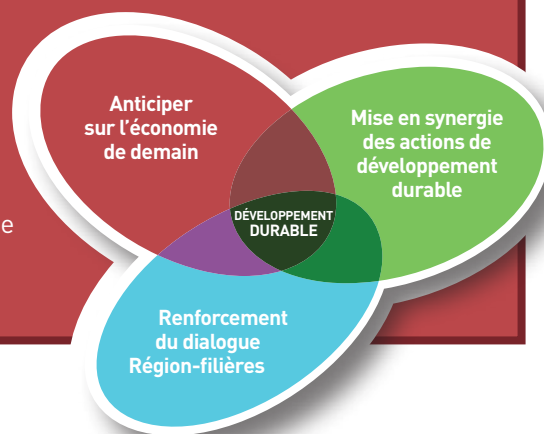 Anticiper
sur l'économie
de demain
Mise en synergie
des actions de
développement
durable
e
DÉVELOPPEMENT
DURABLE
Renforcement
du dialogue
Région-filières